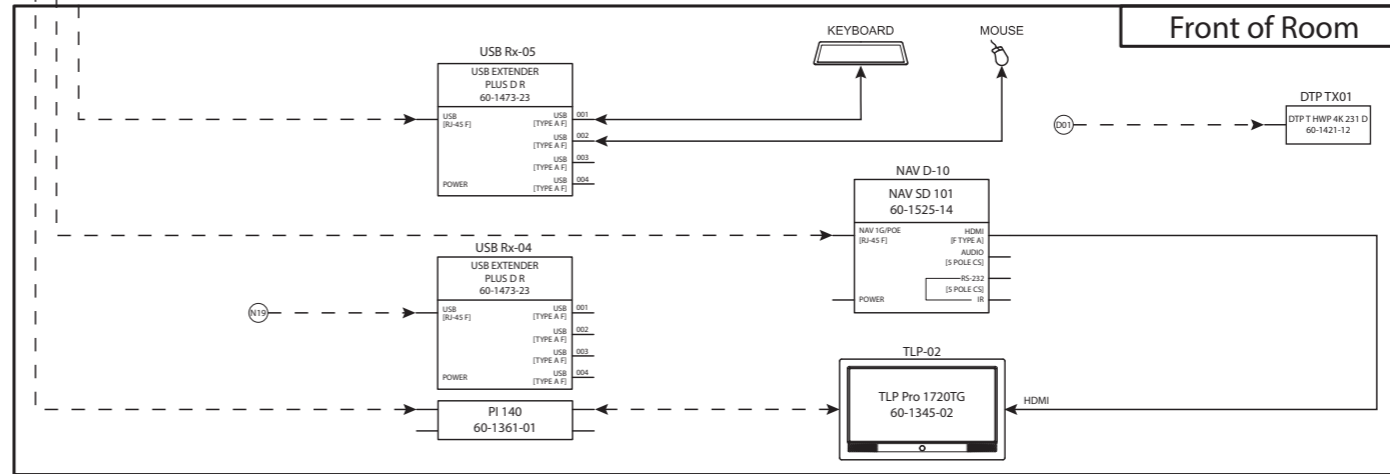 Front of Room
USB Rx-05
USB EXTENDER
PLUS D R
60-1473-23
USB
[RJ-45 F]
POWER
USB
[TYPE A F]
001
USB
[TYPE A F]
002
USB
[TYPE A F]
003
USB
[TYPE A F]
004
KEYBOARD
MOUSE
D01
DTP TX01
DTP T HWP 4K 231 D
60-1421-12
NAV D-10
NAV SD 101
60-1525-14
NAV 1G/POE
[RJ-45 F]
POWER
HDMI
[F TYPE A]
AUDIO
[5 POLE CS]
RS-232
[5 POLE CS]
IR
USB Rx-04
USB EXTENDER
PLUS D R
60-1473-23
N19
USB
[RJ-45 F]
POWER
USB
[TYPE A F]
001
USB
[TYPE A F]
002
USB
[TYPE A F]
003
USB
[TYPE A F]
004
PI 140
60-1361-01
TLP-02
TLP Pro 1720TG
60-1345-02
HDMI